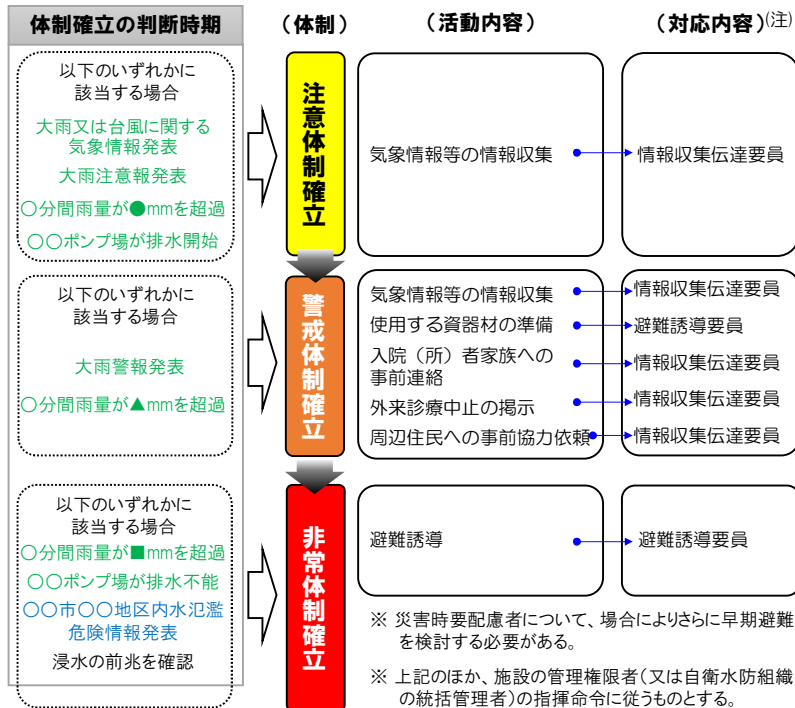 体制確立の判断時期
（体制）
（活動内容）
（対応内容）(注)
以下のいずれかに
該当する場合
大雨又は台風に関する
気象情報発表
大雨注意報発表
〇分間雨量が●mmを超過
〇〇ポンプ場が排水開始
注意体制確立
気象情報等の情報収集
情報収集伝達要員
以下のいずれかに
該当する場合
大雨警報発表
〇分間雨量が▲mmを超過
警戒体制確立
気象情報等の情報収集
情報収集伝達要員
使用する資器材の準備
避難誘導要員
入院（所）者家族への
事前連絡
情報収集伝達要員
外来診療中止の掲示
情報収集伝達要員
周辺住民への事前協力依頼
情報収集伝達要員
以下のいずれかに
該当する場合
〇分間雨量が■mmを超過
〇〇ポンプ場が排水不能
〇〇市〇〇地区内水氾濫
危険情報発表
浸水の前兆を確認
非常体制確立
避難誘導
避難誘導要員
※ 災害時要配慮者について、場合によりさらに早期避難
を検討する必要がある。
※ 上記のほか、施設の管理権限者（又は自衛水防組織
の統括管理者）の指揮命令に従うものとする。